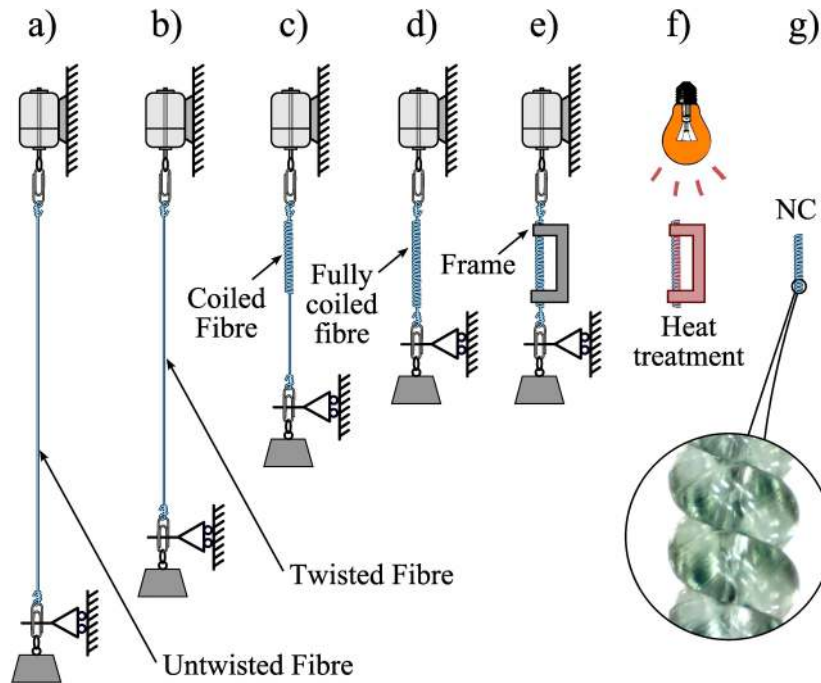 a) b) c) d) e) f) g)
NC
Coiled
Fibre
Fully
coiled
fibre
Frame
Heat
treatment
Twisted Fibre
Untwisted Fibre